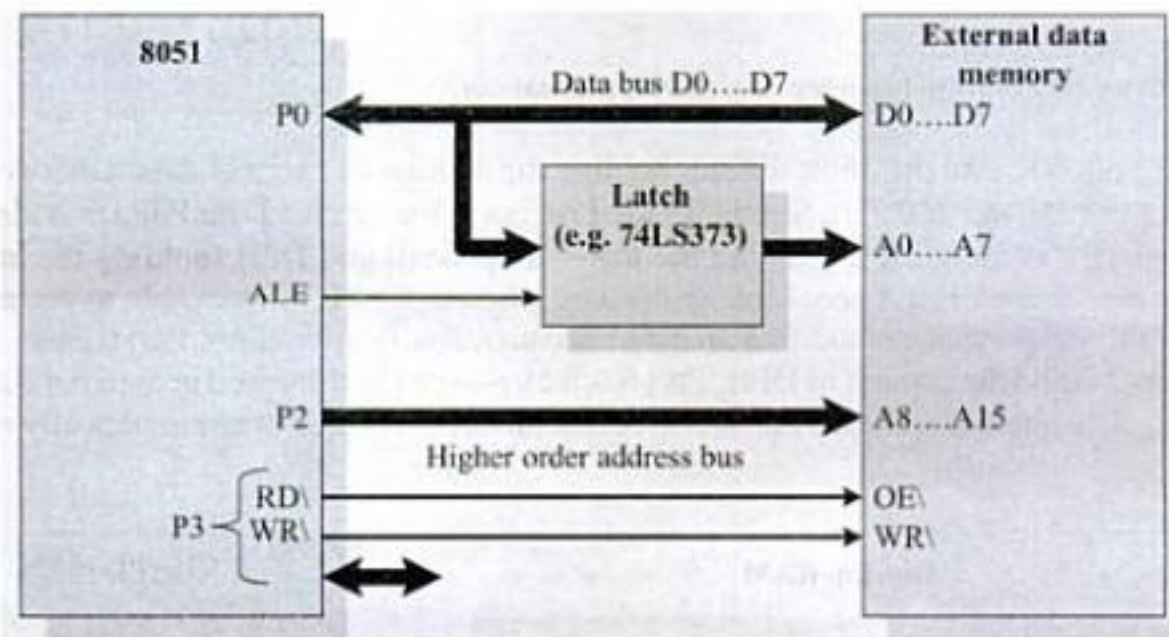 8051
External data
memory
Data bus D0....D7
P0
D0....D7
Latch
(e.g. 74LS373)
A0....A7
ALE
P2
A8....A15
Higher order address bus
RD\
OE\
P3
WR\
WR\